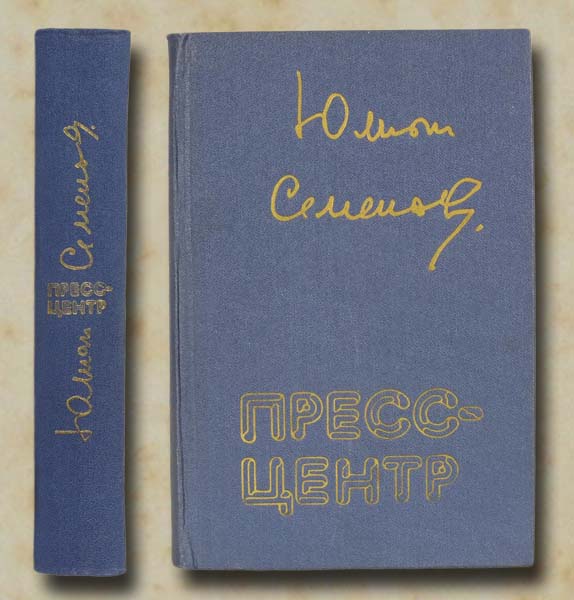 Юлиан Семенов
ПРЕСС-
ЦЕНТР
Юлиан
Семенов
ПРЕСС-
ЦЕНТР